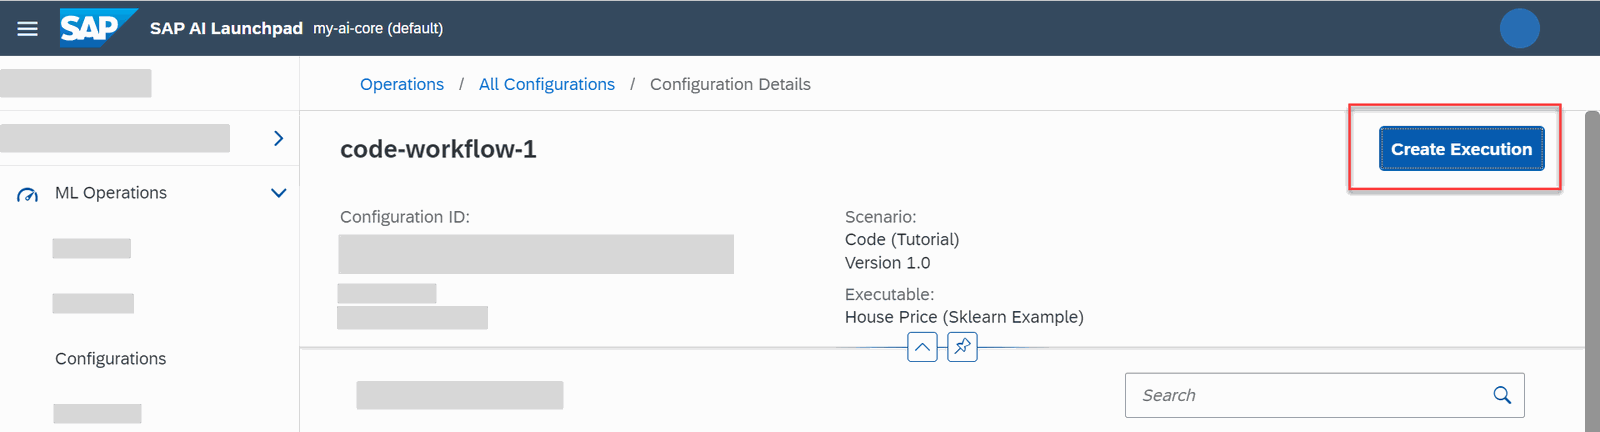 SAP SAP AI Launchpad my-ai-core (default)
Operations / All Configurations / Configuration Details
code-workflow-1
Create Execution
ML Operations
Configurations
Configuration ID:
Scenario:
Code (Tutorial)
Version 1.0
Executable:
House Price (Sklearn Example)
Search